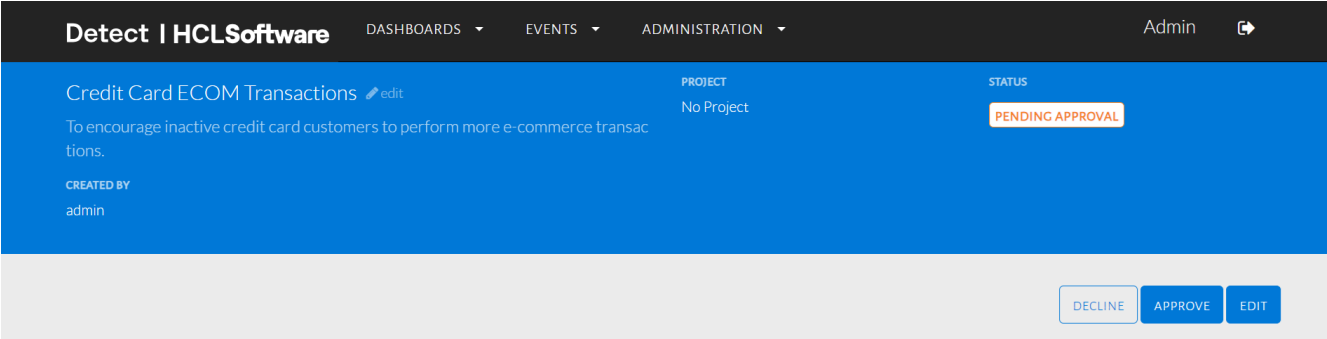 Detect | HCLSoftware DASHBOARDS EVENTS ADMINISTRATION Admin
Credit Card ECOM Transactions edit
To encourage inactive credit card customers to perform more e-commerce transac
tions.
CREATED BY
admin
PROJECT
No Project
STATUS
PENDING APPROVAL
DECLINE APPROVE EDIT